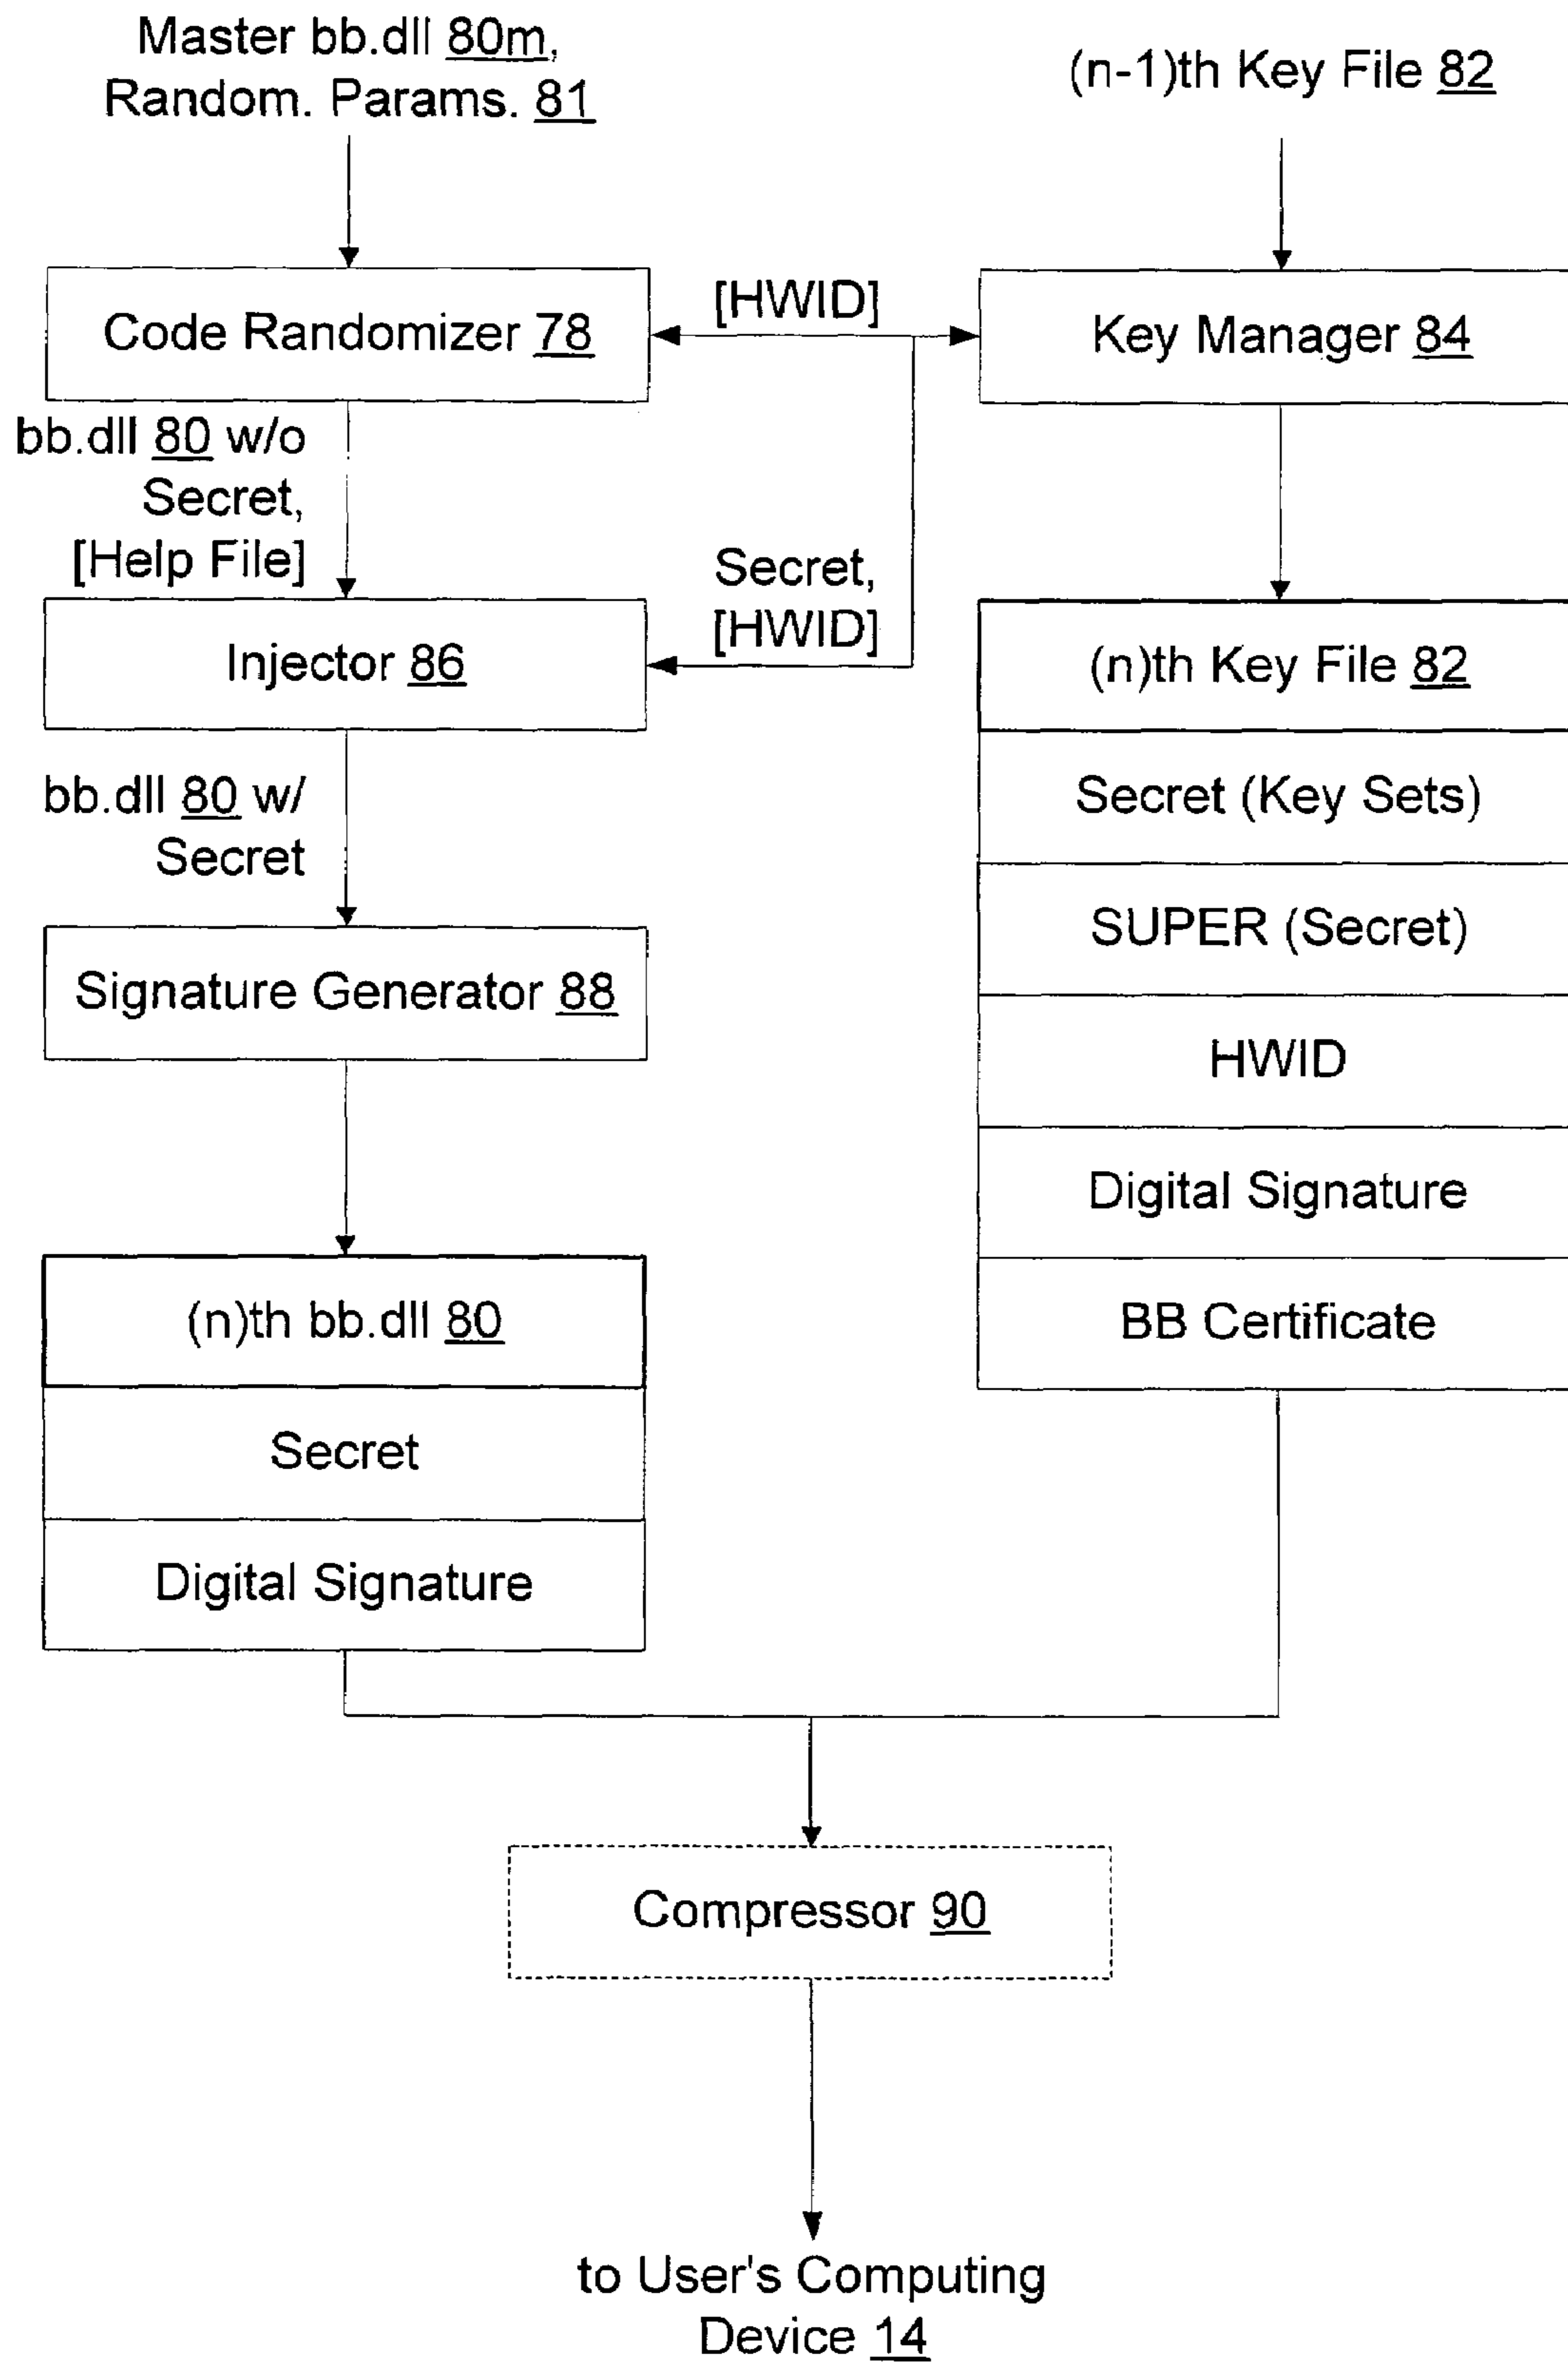 Master bb.dll 80m,
Random. Params. 81
(n-1)th Key File 82
Code Randomizer 78
[HWID]
Key Manager 84
bb.dll 80 w/o
Secret,
[Help File]
Secret,
[HWID]
Injector 86
(n)th Key File 82
Secret (Key Sets)
bb.dll 80 w/
Secret
SUPER (Secret)
Signature Generator 88
HWID
Digital Signature
BB Certificate
(n)th bb.dll 80
Secret
Digital Signature
Compressor 90
to User's Computing
Device 14